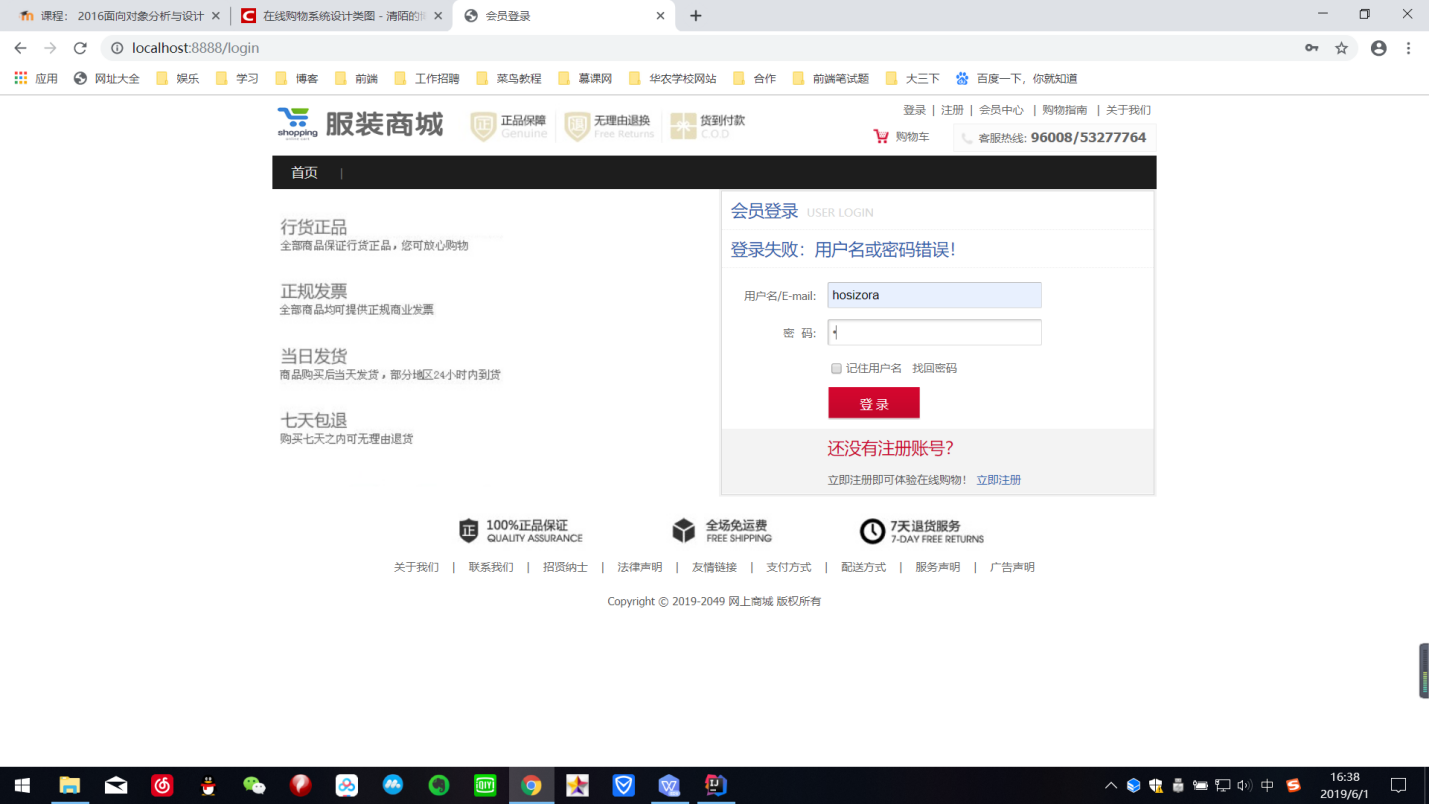 课程： 2016面向对象分析与设计
在线购物系统设计类图 - 清陌的
会员登录
localhost:8888/login
应用 网址大全 娱乐 学习 博客 前端 工作招聘 菜鸟教程 慕课网 华农学校网站 合作 前端笔试题 大三下 百度一下，你就知道
登录 | 注册 | 会员中心 | 购物指南 | 关于我们
shopping 服装商城
正品保障 Genuine
无理由退换 Free Returns
货到付款 C.O.D
购物车
客服热线: 96008/53277764
首页 |
行货正品
全部商品保证行货正品，您可放心购物
正规发票
全部商品均可提供正规商业发票
当日发货
商品购买后当天发货，部分地区24小时内到货
七天包退
购买七天之内可无理由退货
会员登录 USER LOGIN
登录失败：用户名或密码错误!
用户名/E-mail: hosizora
密 码: •
记住用户名 找回密码
登 录
还没有注册账号？
立即注册即可体验在线购物！ 立即注册
正 100%正品保证 QUALITY ASSURANCE
全场免运费 FREE SHIPPING
7天退货服务 7-DAY FREE RETURNS
关于我们 | 联系我们 | 招贤纳士 | 法律声明 | 友情链接 | 支付方式 | 配送方式 | 服务声明 | 广告声明
Copyright © 2019-2049 网上商城 版权所有
DIY
IJ
中
16:38
2019/6/1